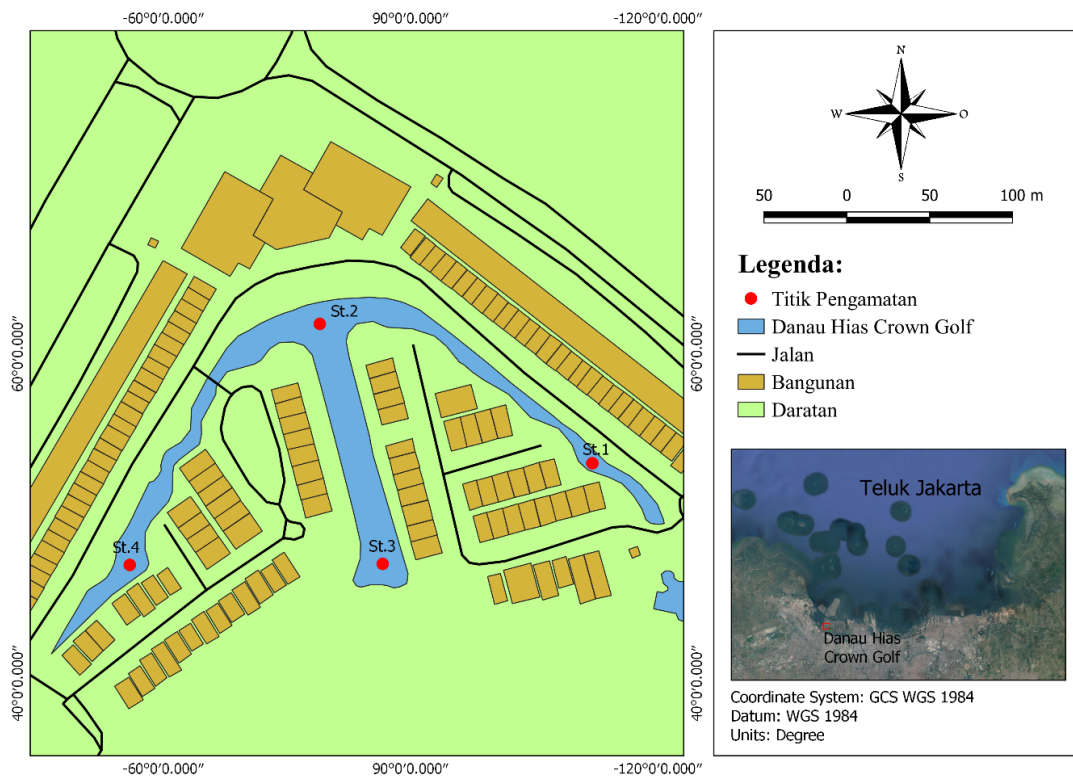 -60°0'0.000"
90°0'0.000"
-120°0'0.000"
60°0'0.000"
40°0'0.000"
St.2
St.1
St.4
St.3
60°0'0.000"
40°0'0.000"
-60°0'0.000"
90°0'0.000"
-120°0'0.000"
N
W
O
S
50
0
50
100 m
Legenda:
Titik Pengamatan
Danau Hias Crown Golf
Jalan
Bangunan
Daratan
Teluk Jakarta
Danau Hias
Crown Golf
Coordinate System: GCS WGS 1984
Datum: WGS 1984
Units: Degree